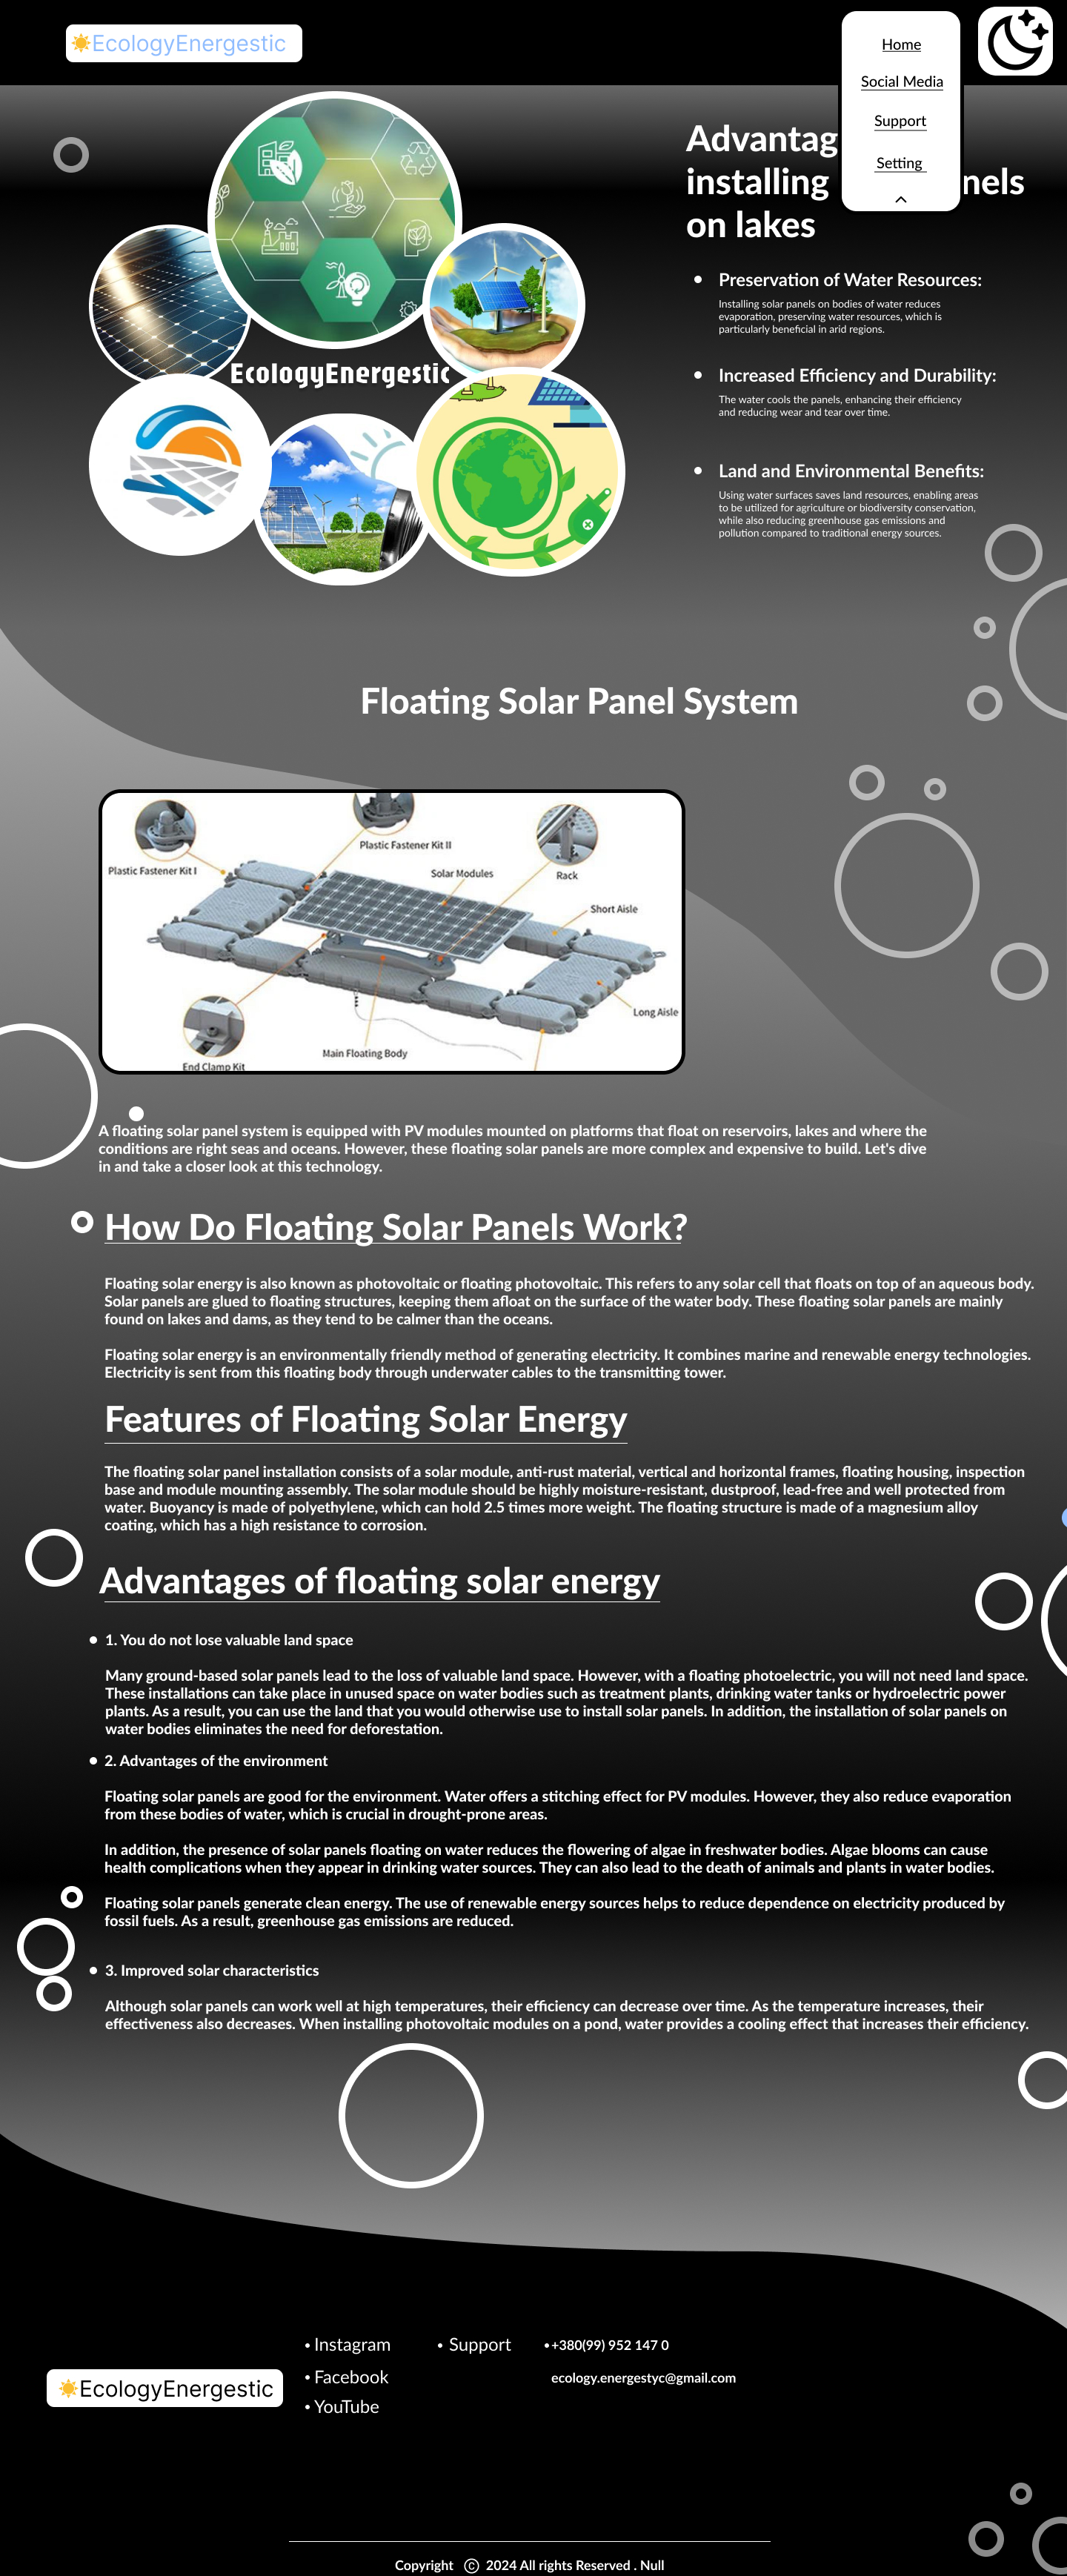 EcologyEnergestic
Home
Social Media
Support
Setting
Advantag
installing nels
on lakes
Preservation of Water Resources:
Installing solar panels on bodies of water reduces
evaporation, preserving water resources, which is
particularly beneficial in arid regions.
Increased Efficiency and Durability:
The water cools the panels, enhancing their efficiency
and reducing wear and tear over time.
Land and Environmental Benefits:
Using water surfaces saves land resources, enabling areas
to be utilized for agriculture or biodiversity conservation,
while also reducing greenhouse gas emissions and
pollution compared to traditional energy sources.
EcologyEnergestic
Floating Solar Panel System
Plastic Fastener Kit I
Plastic Fastener Kit II
Solar Modules
Rack
Short Aisle
Long Aisle
Main Floating Body
End Clamp Kit
A floating solar panel system is equipped with PV modules mounted on platforms that float on reservoirs, lakes and where the
conditions are right seas and oceans. However, these floating solar panels are more complex and expensive to build. Let's dive
in and take a closer look at this technology.
How Do Floating Solar Panels Work?
Floating solar energy is also known as photovoltaic or floating photovoltaic. This refers to any solar cell that floats on top of an aqueous body.
Solar panels are glued to floating structures, keeping them afloat on the surface of the water body. These floating solar panels are mainly
found on lakes and dams, as they tend to be calmer than the oceans.
Floating solar energy is an environmentally friendly method of generating electricity. It combines marine and renewable energy technologies.
Electricity is sent from this floating body through underwater cables to the transmitting tower.
Features of Floating Solar Energy
The floating solar panel installation consists of a solar module, anti-rust material, vertical and horizontal frames, floating housing, inspection
base and module mounting assembly. The solar module should be highly moisture-resistant, dustproof, lead-free and well protected from
water. Buoyancy is made of polyethylene, which can hold 2.5 times more weight. The floating structure is made of a magnesium alloy
coating, which has a high resistance to corrosion.
Advantages of floating solar energy
1. You do not lose valuable land space
Many ground-based solar panels lead to the loss of valuable land space. However, with a floating photoelectric, you will not need land space.
These installations can take place in unused space on water bodies such as treatment plants, drinking water tanks or hydroelectric power
plants. As a result, you can use the land that you would otherwise use to install solar panels. In addition, the installation of solar panels on
water bodies eliminates the need for deforestation.
2. Advantages of the environment
Floating solar panels are good for the environment. Water offers a stitching effect for PV modules. However, they also reduce evaporation
from these bodies of water, which is crucial in drought-prone areas.
In addition, the presence of solar panels floating on water reduces the flowering of algae in freshwater bodies. Algae blooms can cause
health complications when they appear in drinking water sources. They can also lead to the death of animals and plants in water bodies.
Floating solar panels generate clean energy. The use of renewable energy sources helps to reduce dependence on electricity produced by
fossil fuels. As a result, greenhouse gas emissions are reduced.
3. Improved solar characteristics
Although solar panels can work well at high temperatures, their efficiency can decrease over time. As the temperature increases, their
effectiveness also decreases. When installing photovoltaic modules on a pond, water provides a cooling effect that increases their efficiency.
EcologyEnergestic
• Instagram
• Facebook
• YouTube
• Support
• +380(99) 952 147 0
ecology.energestyc@gmail.com
Copyright © 2024 All rights Reserved . Null